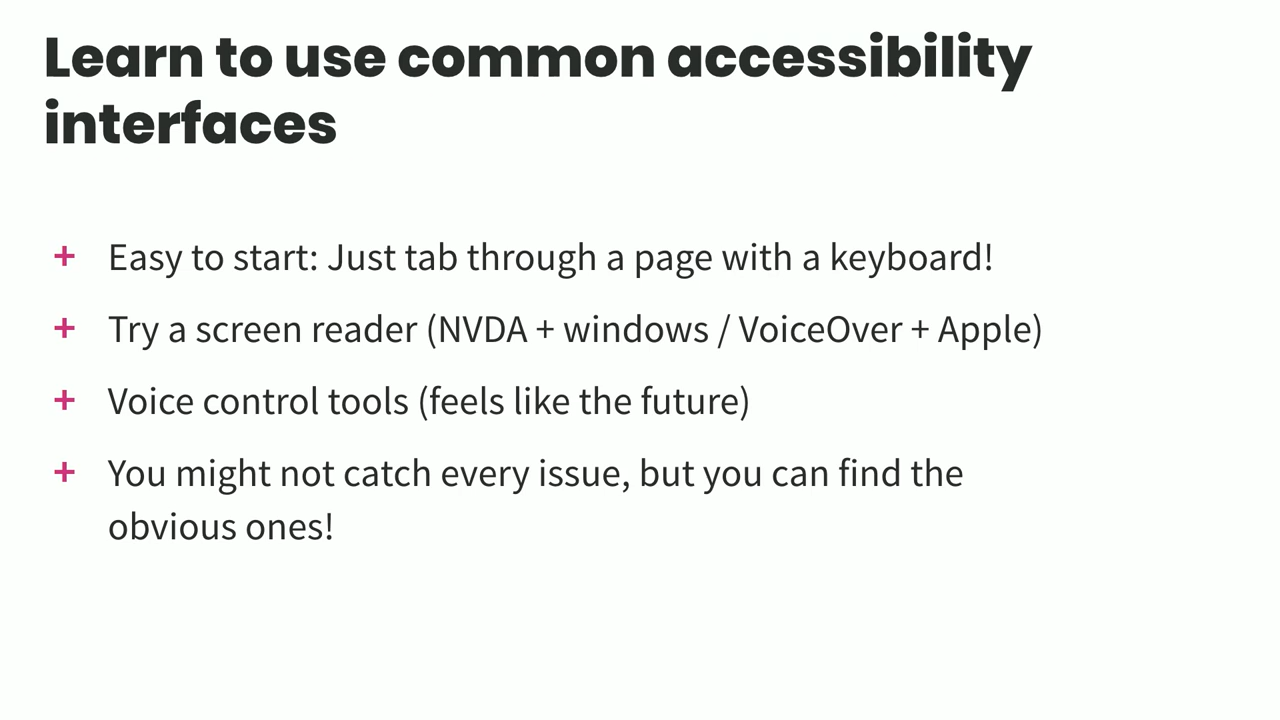 Learn to use common accessibility
interfaces
+ Easy to start: Just tab through a page with a keyboard!
+ Try a screen reader (NVDA + windows / VoiceOver + Apple)
+ Voice control tools (feels like the future)
+ You might not catch every issue, but you can find the
obvious ones!